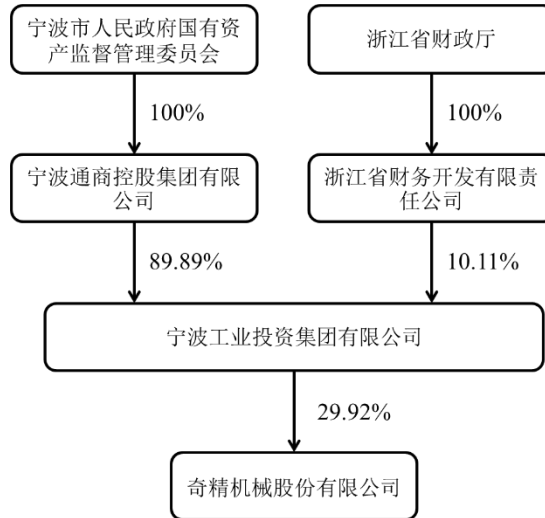 宁波市人民政府国有资
产监督管理委员会
浙江省财政厅
100%
100%
宁波通商控股集团有限
公司
浙江省财务开发有限责
任公司
89.89%
10.11%
宁波工业投资集团有限公司
29.92%
奇精机械股份有限公司